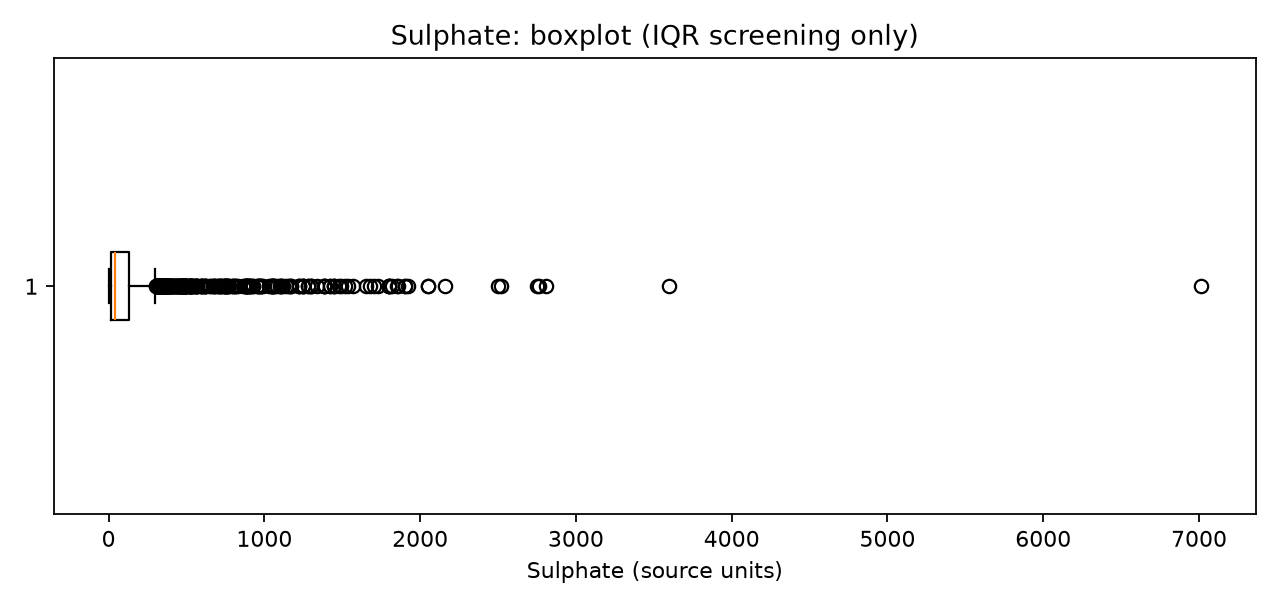 Sulphate: boxplot (IQR screening only)
1
0 1000 2000 3000 4000 5000 6000 7000
Sulphate (source units)